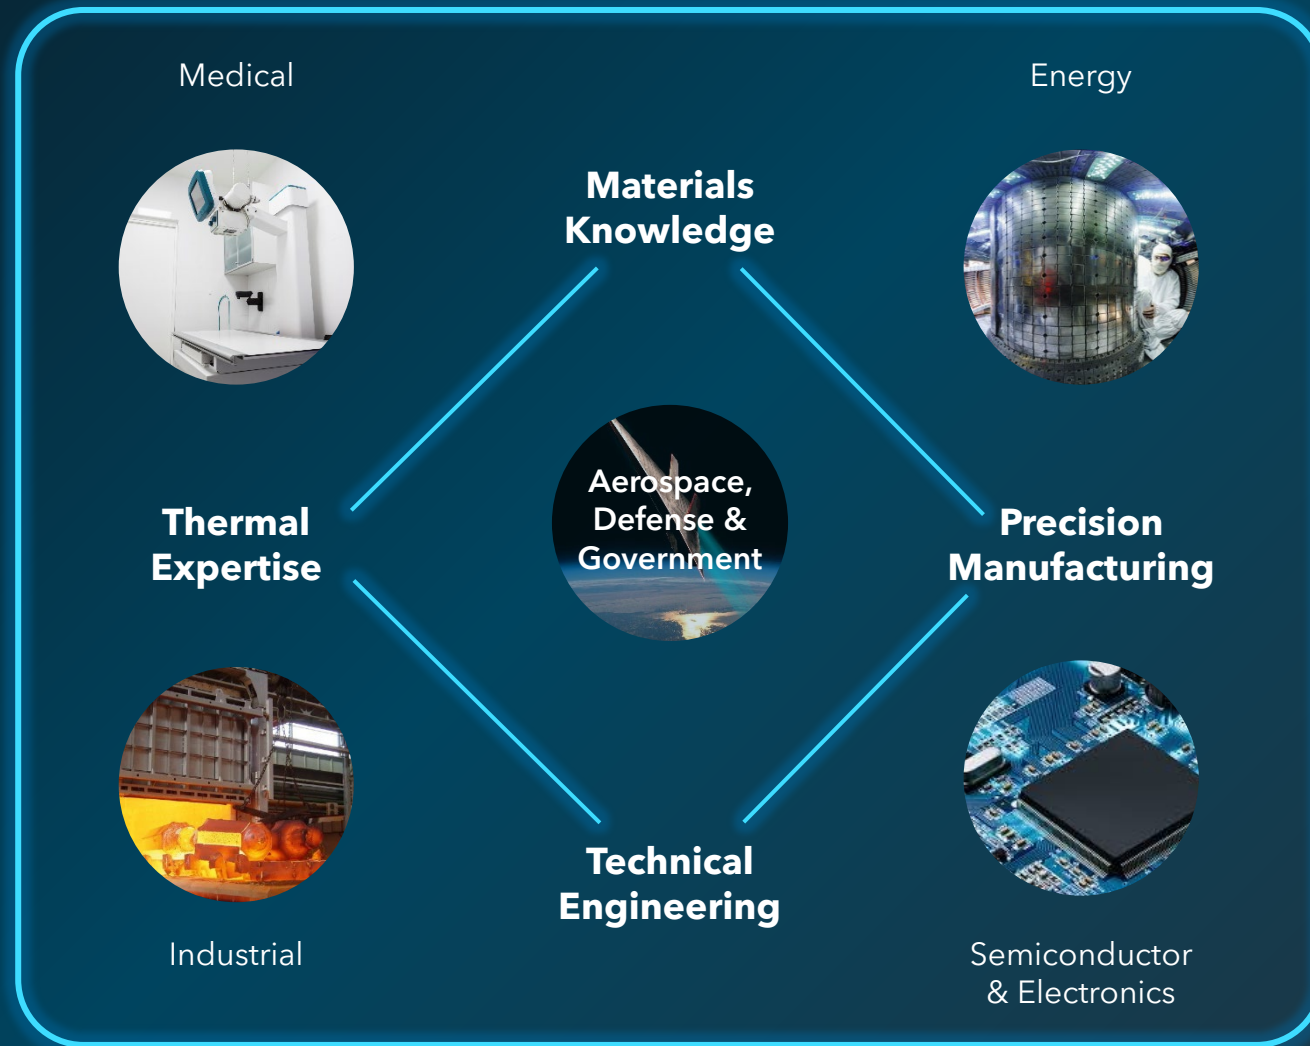 Medical
Energy
Materials
Knowledge
Aerospace,
Defense &
Government
Thermal
Expertise
Precision
Manufacturing
Technical
Engineering
Industrial
Semiconductor
& Electronics